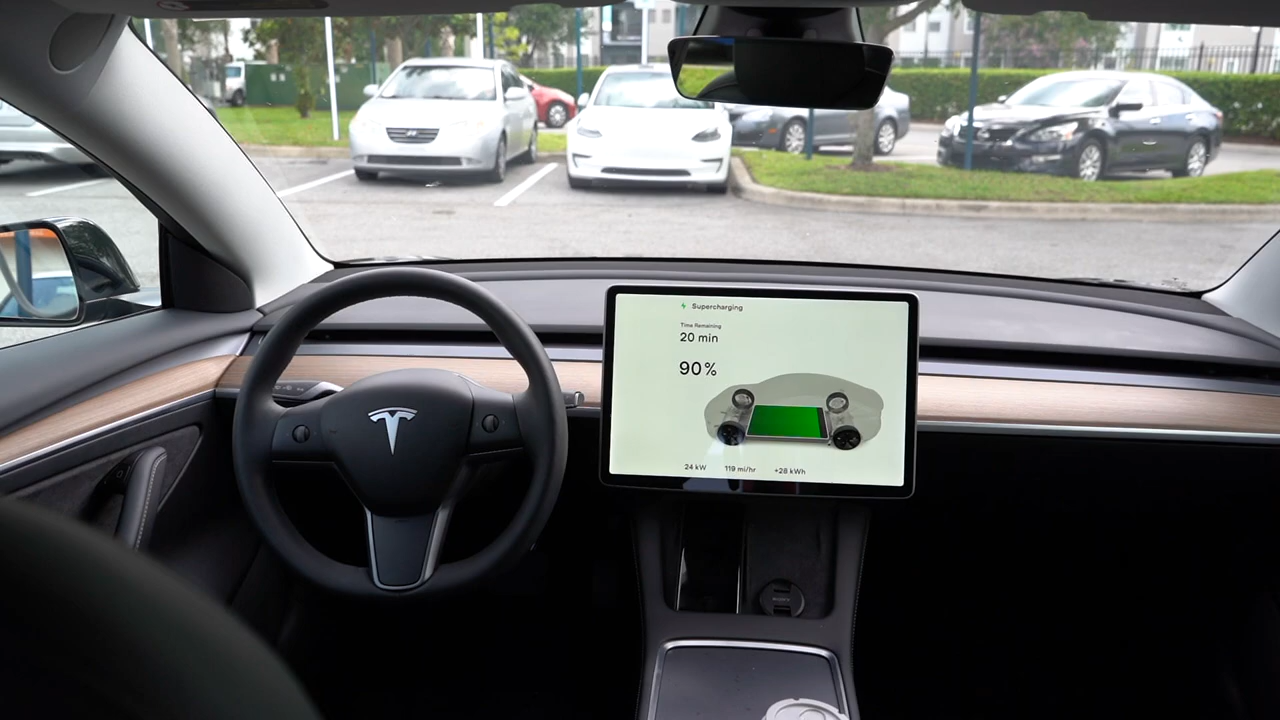 Supercharging
Time Remaining
20 min
90%
24 kW 119 mi/hr +28 kWh